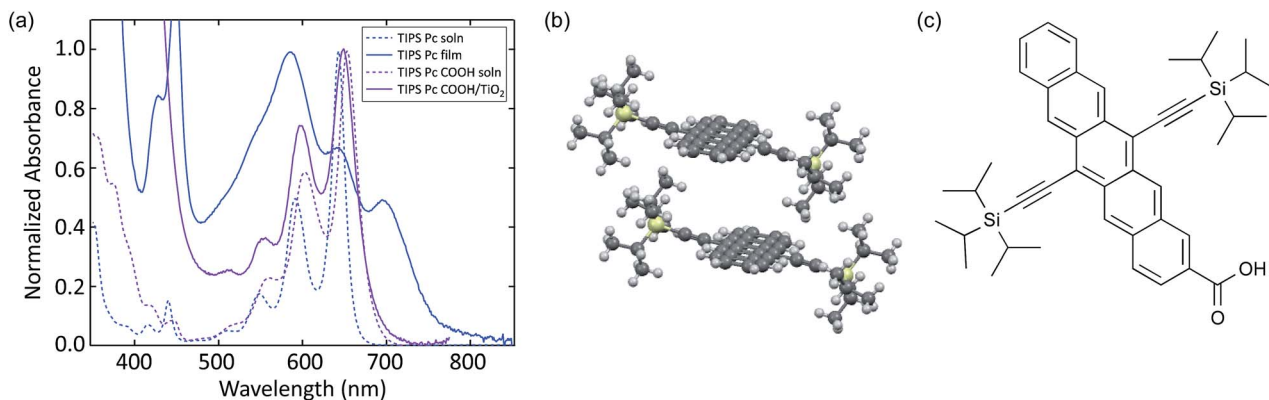 (a)
Normalized Absorbance
1.0
0.8
0.6
0.4
0.2
0.0
400 500 600 700 800
Wavelength (nm)
TIPS Pc soln
TIPS Pc film
TIPS Pc COOH soln
TIPS Pc COOH/TiO₂
(b)
(c)
Si
Si
OH
O